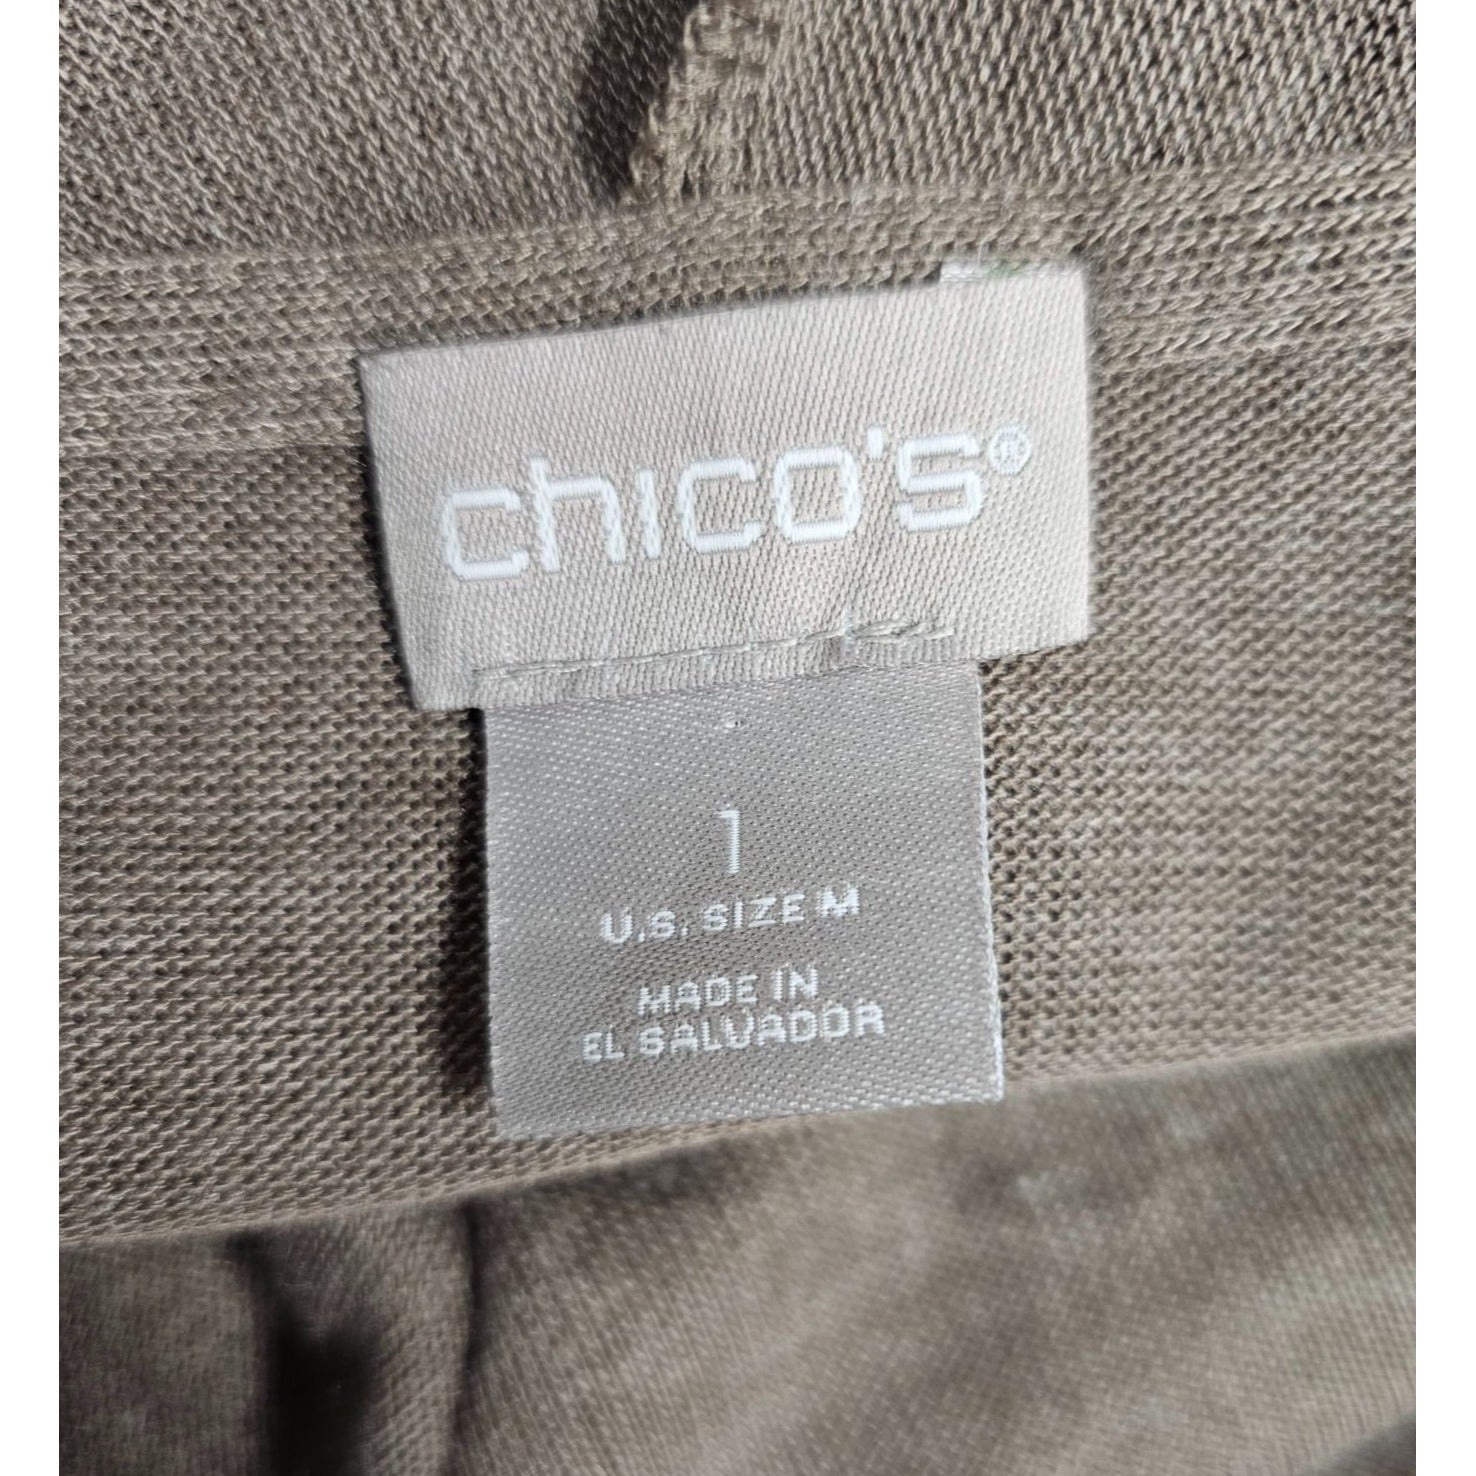 chico's®
1
U.S. SIZE M
MADE IN
EL SALVADOR